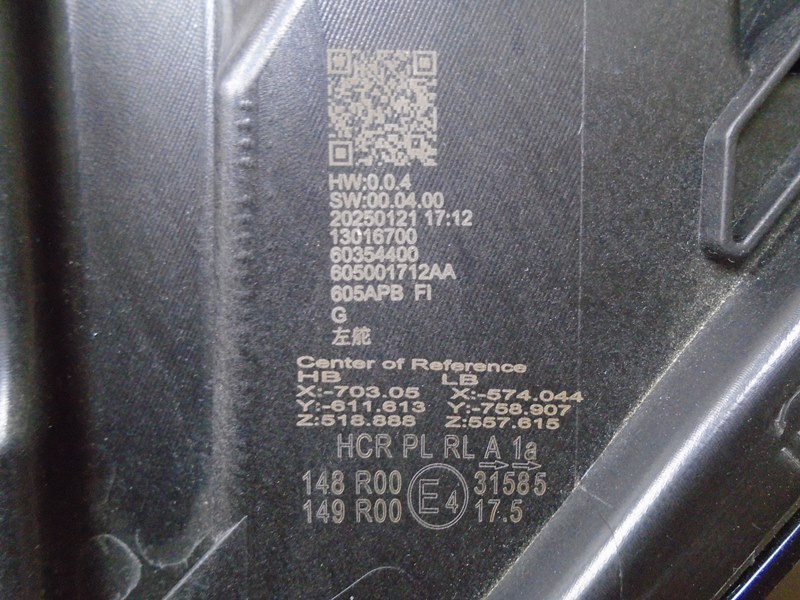 HW:0.0.4
SW:00.04.00
20250121 17:12
13016700
60354400
605001712AA
605APB FI
G
左舵
Center of Reference
HB LB
X:-703.05 X:-574.044
Y:-611.613 Y:-758.907
Z:518.888 Z:557.615
HCR PL RL A 1a
148 R00 E4 31585
149 R00 17.5